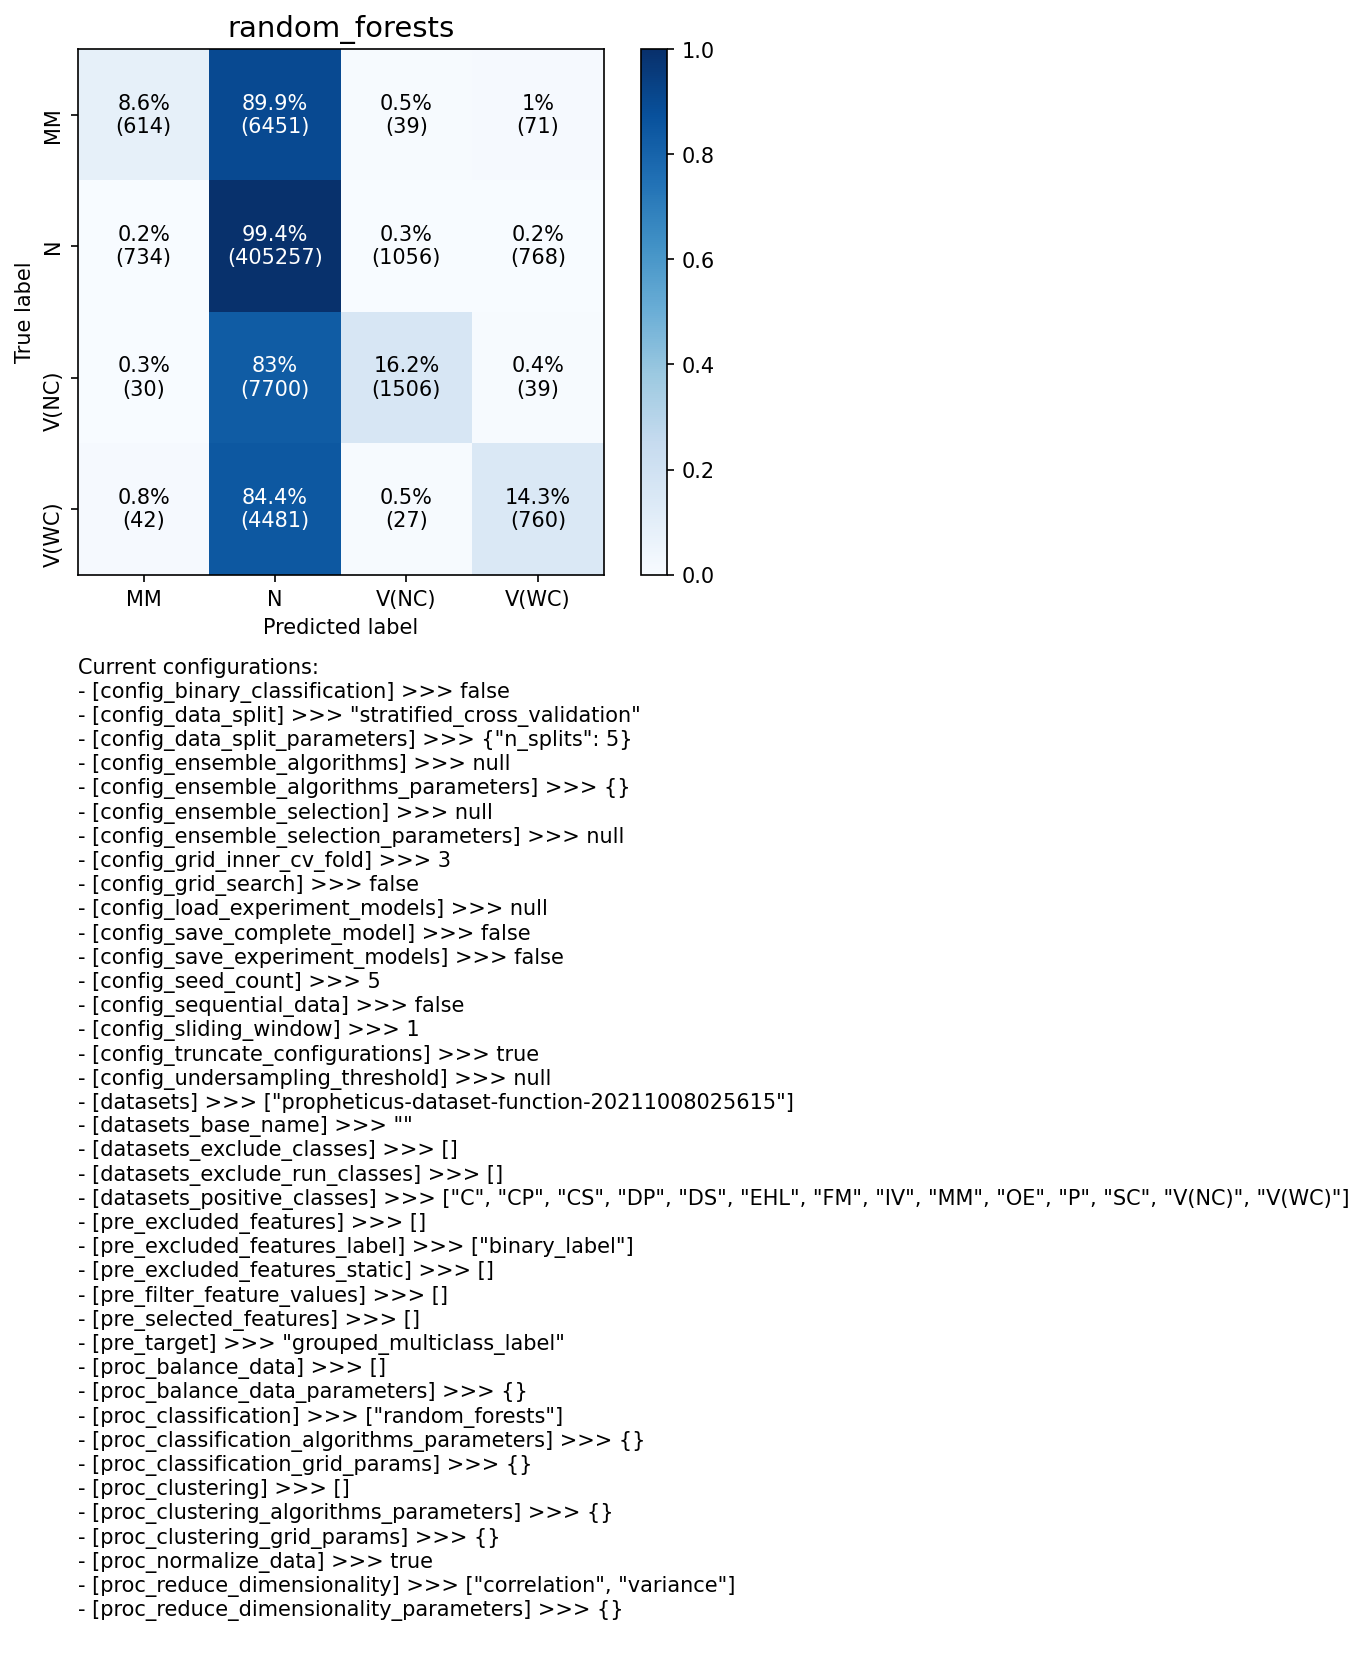 random_forests
8.6% 89.9% 0.5% 1%
(614) (6451) (39) (71)
0.2% 99.4% 0.3% 0.2%
(734) (405257) (1056) (768)
0.3% 83% 16.2% 0.4%
(30) (7700) (1506) (39)
0.8% 84.4% 0.5% 14.3%
(42) (4481) (27) (760)
True label
MM
N
V(NC)
V(WC)
MM N V(NC) V(WC)
Predicted label
1.0
0.8
0.6
0.4
0.2
0.0
Current configurations:
- [config_binary_classification] >>> false
- [config_data_split] >>> "stratified_cross_validation"
- [config_data_split_parameters] >>> {"n_splits": 5}
- [config_ensemble_algorithms] >>> null
- [config_ensemble_algorithms_parameters] >>> {}
- [config_ensemble_selection] >>> null
- [config_ensemble_selection_parameters] >>> null
- [config_grid_inner_cv_fold] >>> 3
- [config_grid_search] >>> false
- [config_load_experiment_models] >>> null
- [config_save_complete_model] >>> false
- [config_save_experiment_models] >>> false
- [config_seed_count] >>> 5
- [config_sequential_data] >>> false
- [config_sliding_window] >>> 1
- [config_truncate_configurations] >>> true
- [config_undersampling_threshold] >>> null
- [datasets] >>> ["propheticus-dataset-function-20211008025615"]
- [datasets_base_name] >>> ""
- [datasets_exclude_classes] >>> []
- [datasets_exclude_run_classes] >>> []
- [datasets_positive_classes] >>> ["C", "CP", "CS", "DP", "DS", "EHL", "FM", "IV", "MM", "OE", "P", "SC", "V(NC)", "V(WC)"]
- [pre_excluded_features] >>> []
- [pre_excluded_features_label] >>> ["binary_label"]
- [pre_excluded_features_static] >>> []
- [pre_filter_feature_values] >>> []
- [pre_selected_features] >>> []
- [pre_target] >>> "grouped_multiclass_label"
- [proc_balance_data] >>> []
- [proc_balance_data_parameters] >>> {}
- [proc_classification] >>> ["random_forests"]
- [proc_classification_algorithms_parameters] >>> {}
- [proc_classification_grid_params] >>> {}
- [proc_clustering] >>> []
- [proc_clustering_algorithms_parameters] >>> {}
- [proc_clustering_grid_params] >>> {}
- [proc_normalize_data] >>> true
- [proc_reduce_dimensionality] >>> ["correlation", "variance"]
- [proc_reduce_dimensionality_parameters] >>> {}